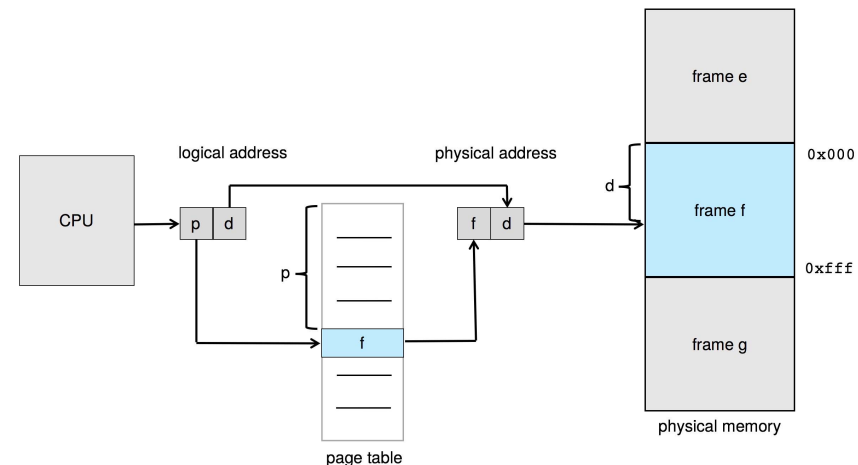 frame e
logical address
physical address
0x000
CPU
p
d
f
d
d
frame f
p
0xfff
f
frame g
physical memory
page table